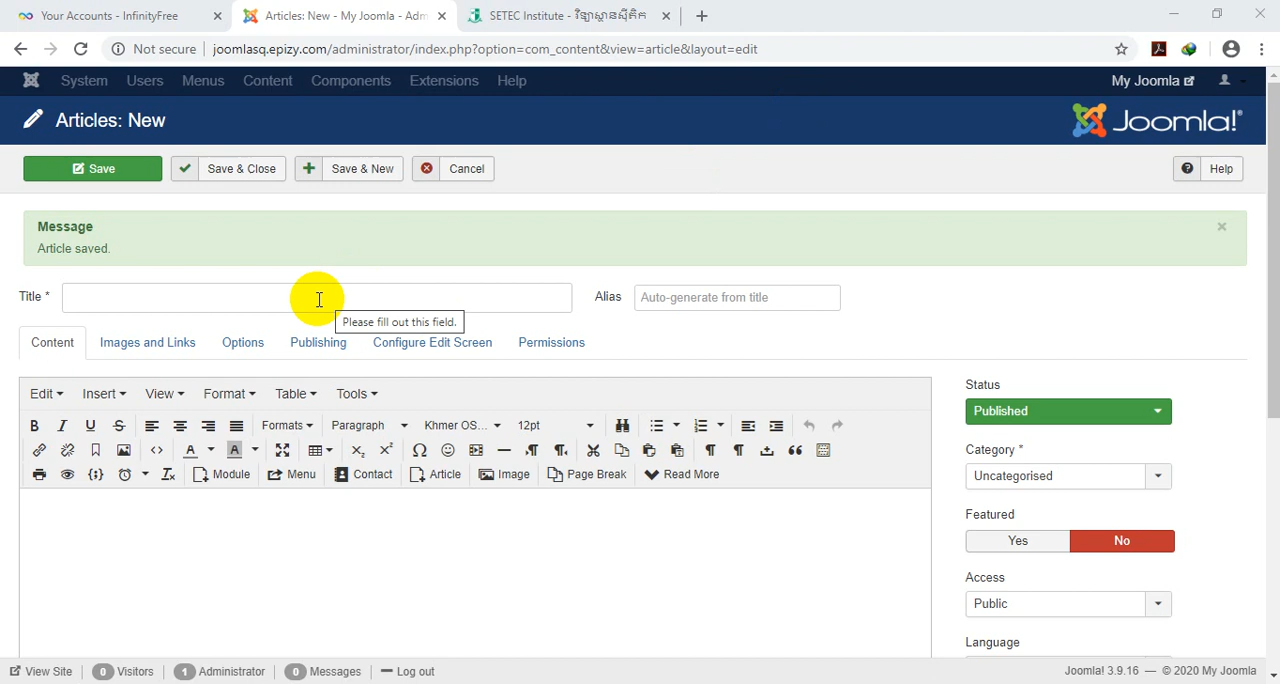 Your Accounts - InfinityFree
Articles: New - My Joomla - Adm
SETEC Institute - វិទ្យាស្ថានស៊ីតិក
Not secure
joomlasq.epizy.com/administrator/index.php?option=com_content&view=article&layout=edit
System Users Menus Content Components Extensions Help
My Joomla
Articles: New
Joomla!
Save
Save & Close
Save & New
Cancel
Help
Message
Article saved.
Title *
Alias
Auto-generate from title
Please fill out this field.
Content Images and Links Options Publishing Configure Edit Screen Permissions
Edit Insert View Format Table Tools
B I U S Formats Paragraph Khmer OS... 12pt
Module Menu Contact Article Image Page Break Read More
Status
Published
Category *
Uncategorised
Featured
Yes No
Access
Public
Language
View Site 0 Visitors 1 Administrator 0 Messages Log out
Joomla! 3.9.16 — © 2020 My Joomla